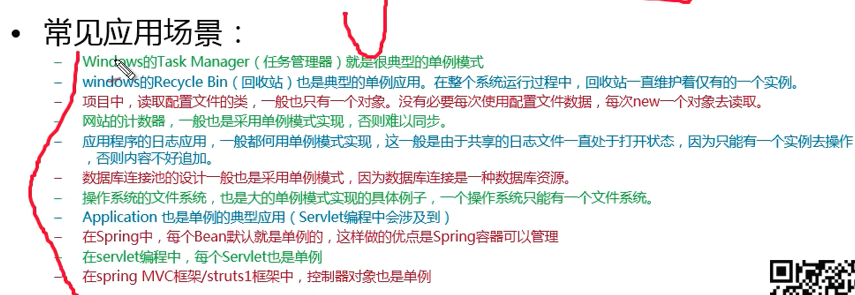 • 常见应用场景：
– Windows的Task Manager（任务管理器）就是很典型的单例模式
– windows的Recycle Bin（回收站）也是典型的单例应用。在整个系统运行过程中，回收站一直维护着仅有的一个实例。
– 项目中，读取配置文件的类，一般也只有一个对象。没有必要每次使用配置文件数据，每次new一个对象去读取。
– 网站的计数器，一般也是采用单例模式实现，否则难以同步。
– 应用程序的日志应用，一般都何用单例模式实现，这一般是由于共享的日志文件一直处于打开状态，因为只能有一个实例去操作
，否则内容不好追加。
– 数据库连接池的设计一般也是采用单例模式，因为数据库连接是一种数据库资源。
– 操作系统的文件系统，也是大的单例模式实现的具体例子，一个操作系统只能有一个文件系统。
– Application 也是单例的典型应用（Servlet编程中会涉及到）
– 在Spring中，每个Bean默认就是单例的，这样做的优点是Spring容器可以管理
– 在servlet编程中，每个Servlet也是单例
– 在spring MVC框架/struts1框架中，控制器对象也是单例